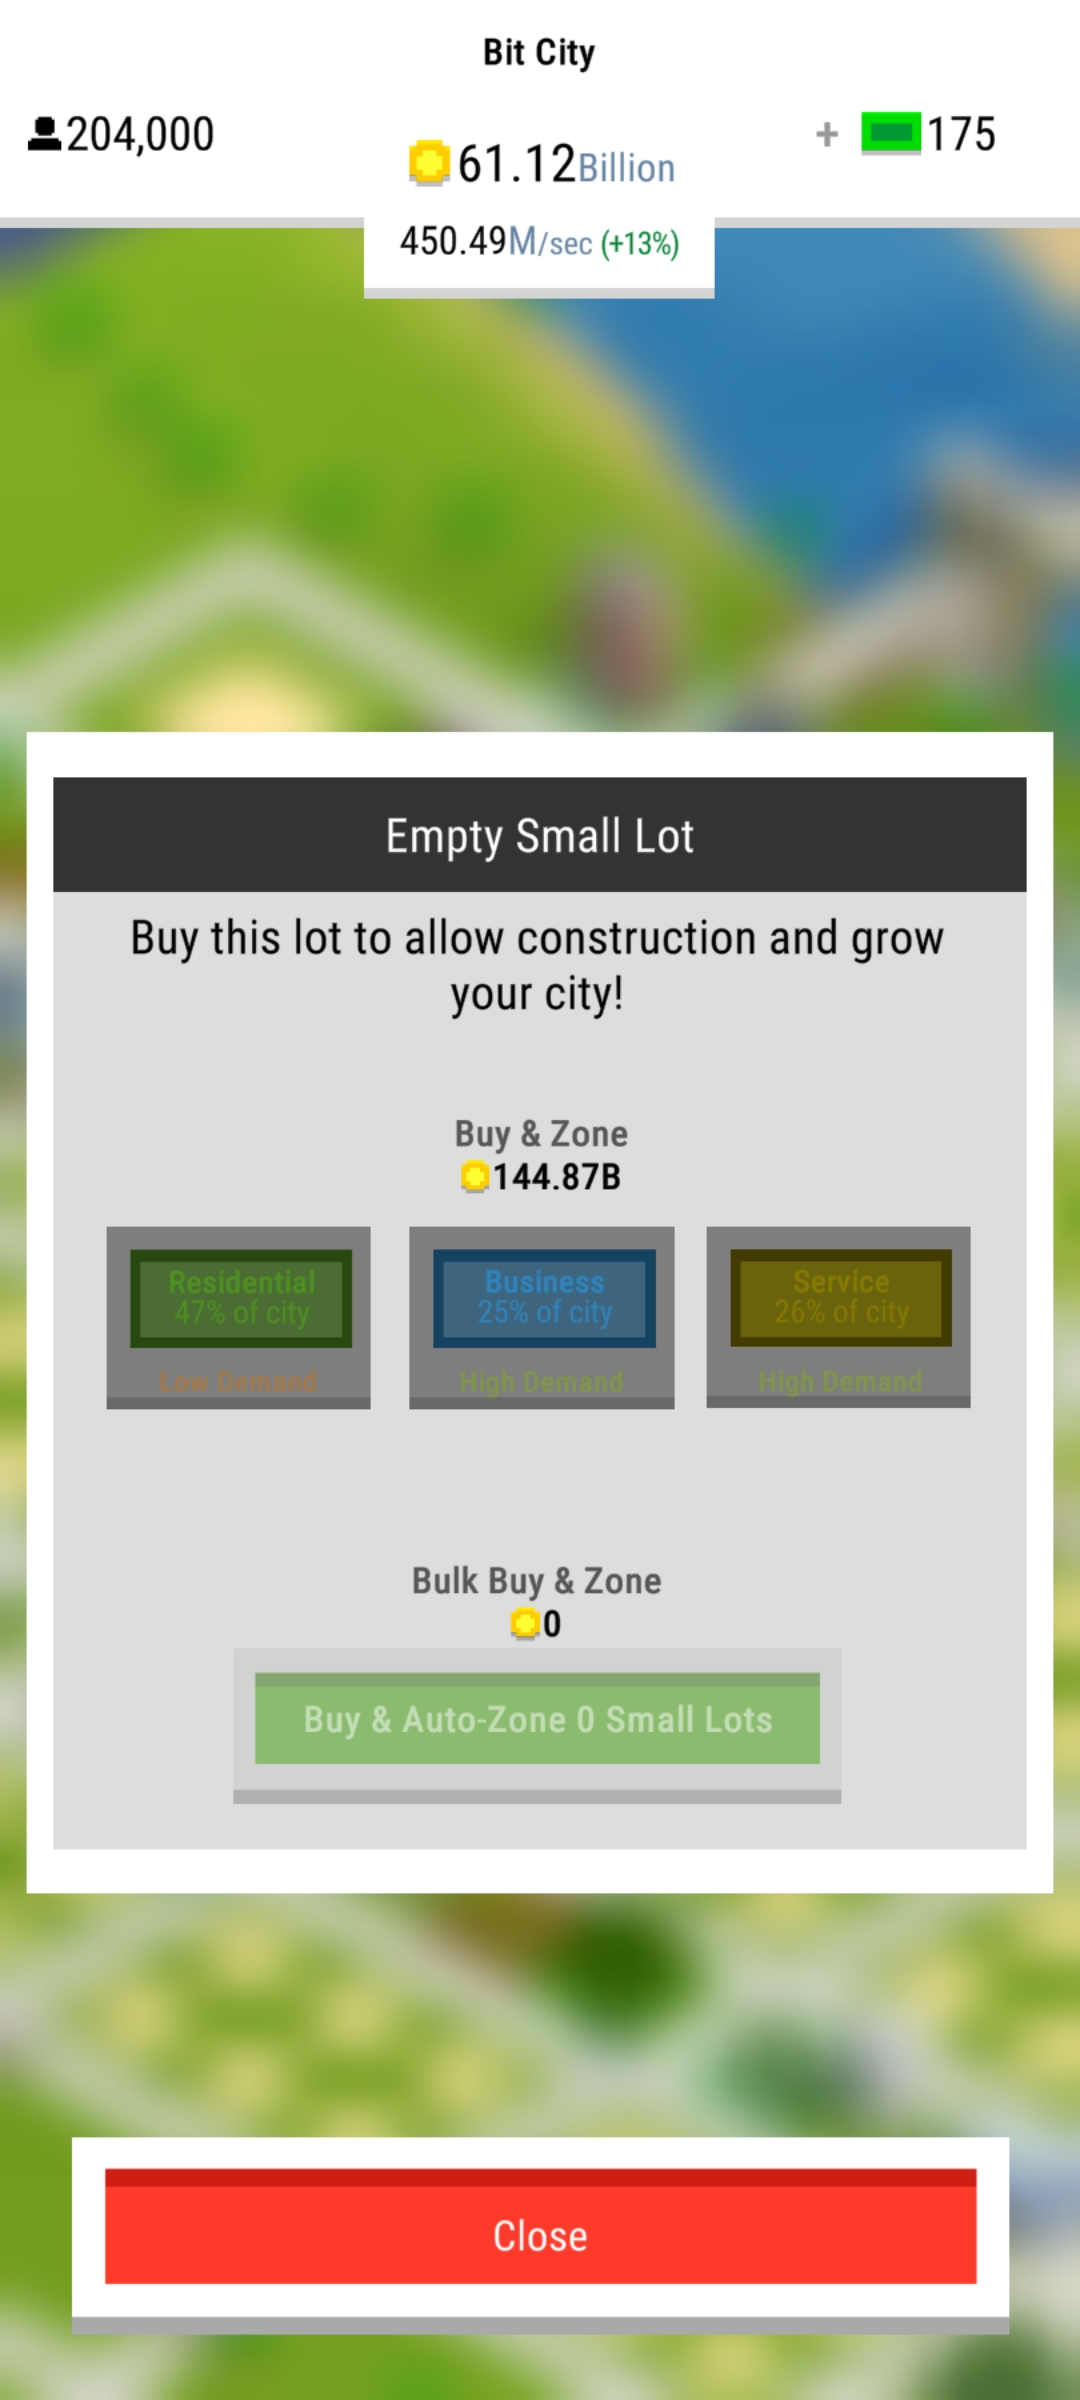 Bit City
204,000
61.12Billion
+ 175
450.49M/sec (+13%)
Empty Small Lot
Buy this lot to allow construction and grow
your city!
Buy & Zone
144.87B
Residential
47% of city
Low Demand
Business
25% of city
High Demand
Service
26% of city
High Demand
Bulk Buy & Zone
0
Buy & Auto-Zone 0 Small Lots
Close